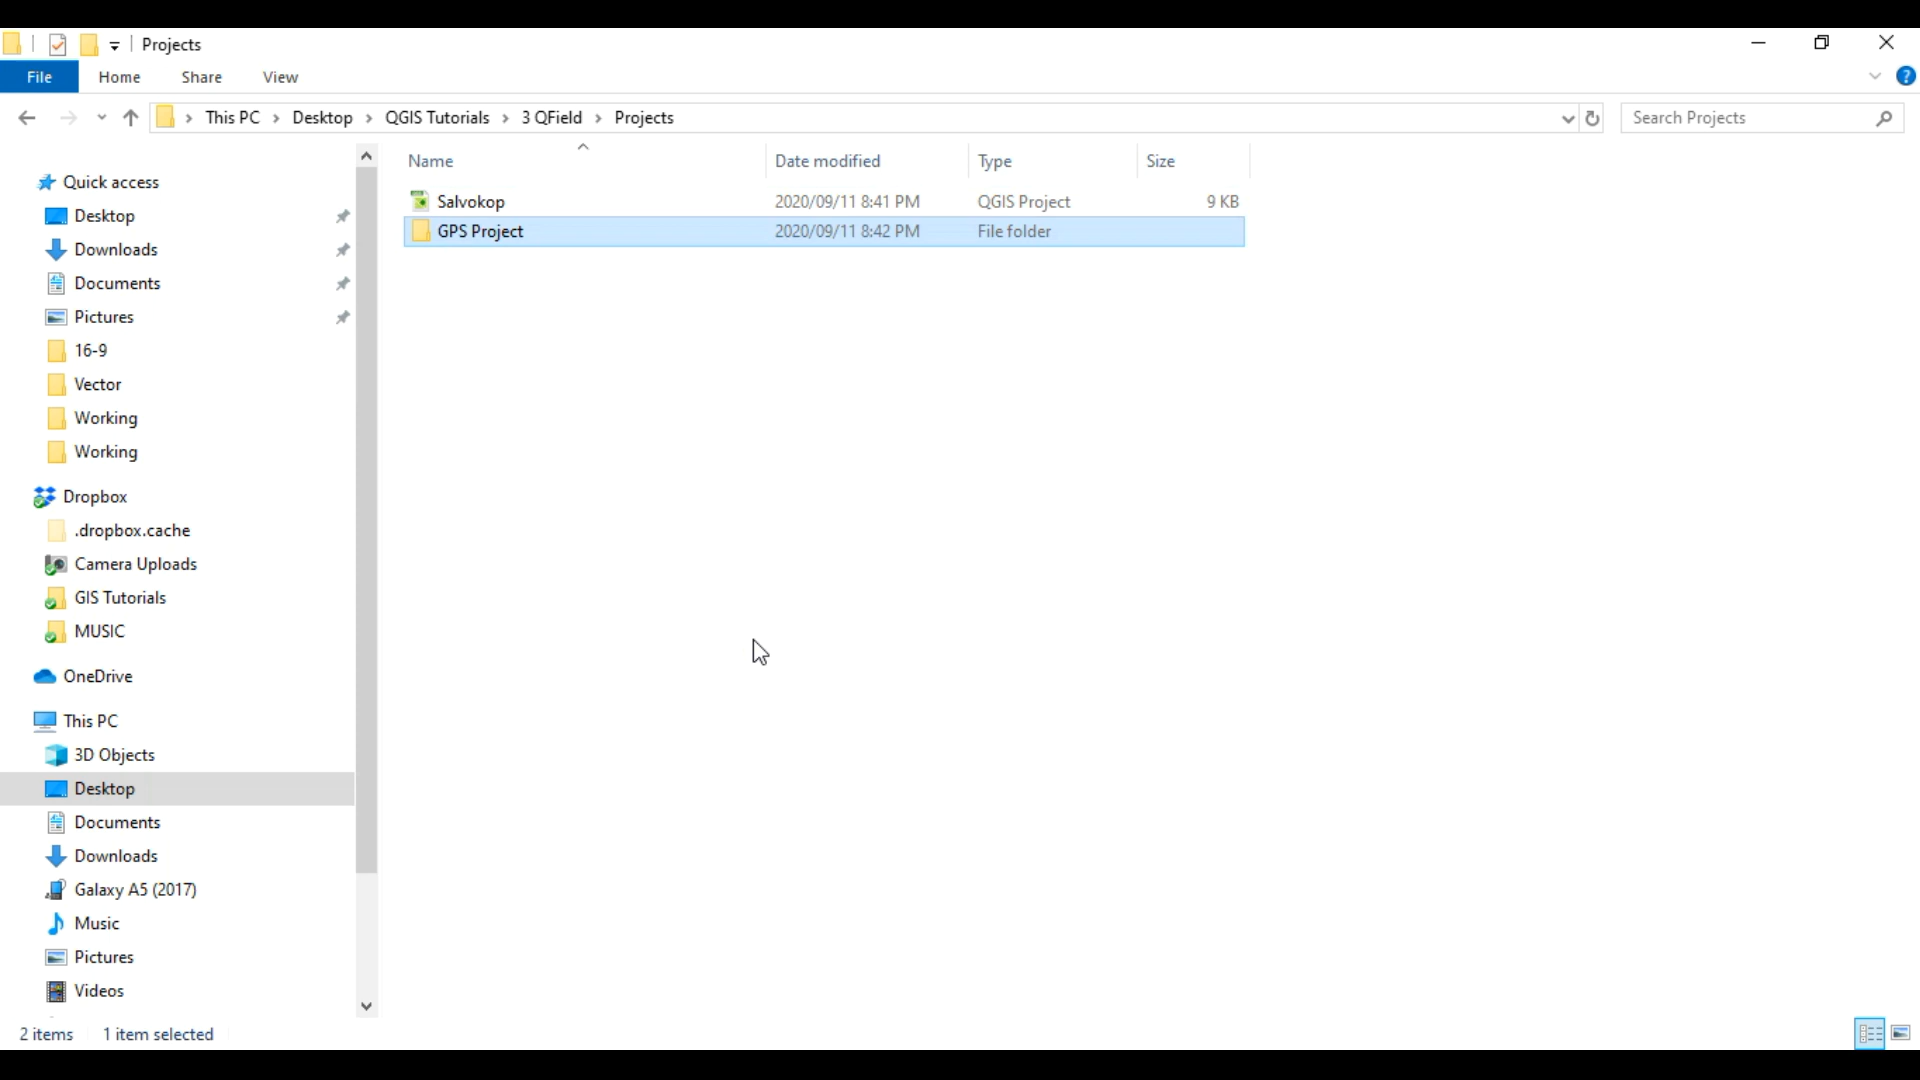 Projects
File Home Share View
This PC Desktop QGIS Tutorials 3 QField Projects Search Projects
Name Date modified Type Size
Salvokop 2020/09/11 8:41 PM QGIS Project 9 KB
GPS Project 2020/09/11 8:42 PM File folder
Quick access
Desktop
Downloads
Documents
Pictures
16-9
Vector
Working
Working
Dropbox
.dropbox.cache
Camera Uploads
GIS Tutorials
MUSIC
OneDrive
This PC
3D Objects
Desktop
Documents
Downloads
Galaxy A5 (2017)
Music
Pictures
Videos
2 items 1 item selected